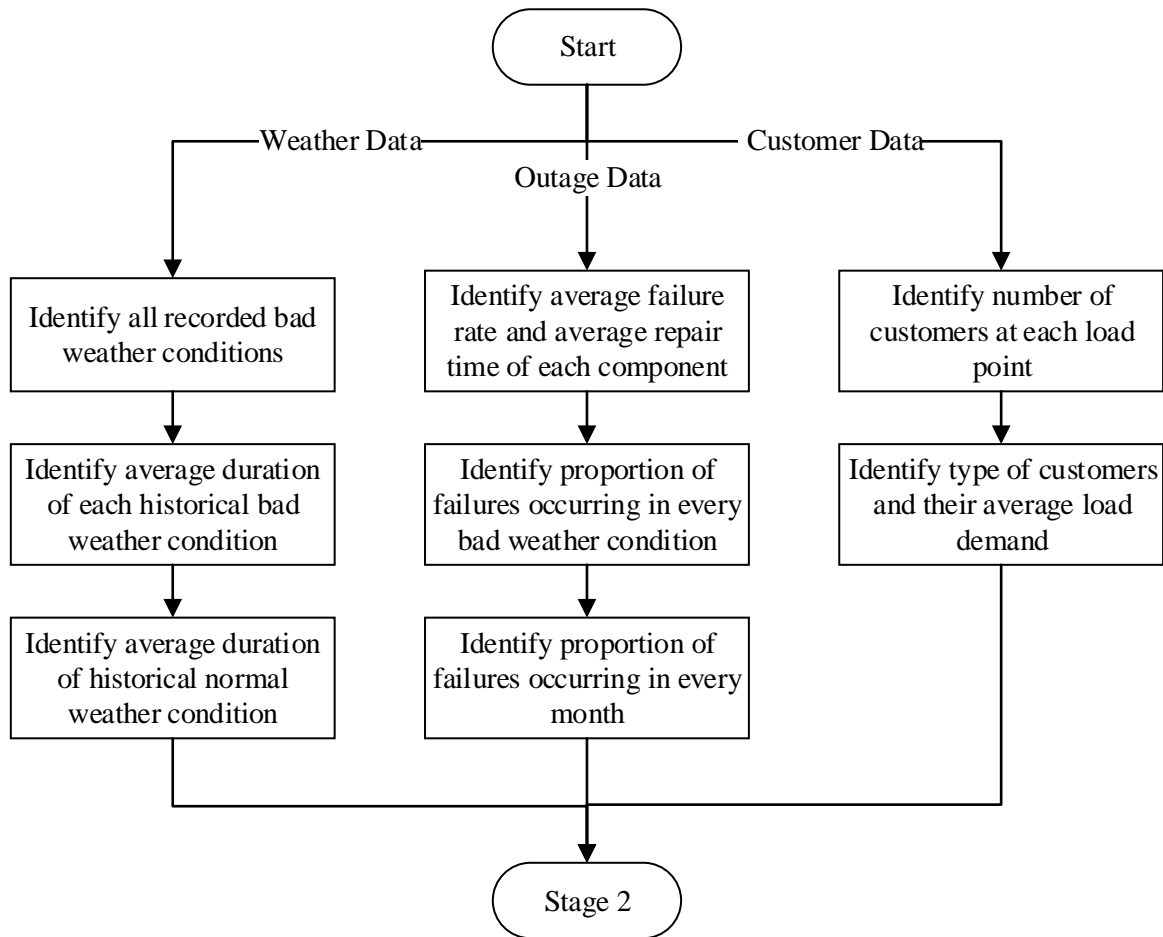 Start
Weather Data
Customer Data
Outage Data
Identify all recorded bad
weather conditions
Identify average failure
rate and average repair
time of each component
Identify number of
customers at each load
point
Identify average duration
of each historical bad
weather condition
Identify proportion of
failures occurring in every
bad weather condition
Identify type of customers
and their average load
demand
Identify average duration
of historical normal
weather condition
Identify proportion of
failures occurring in every
month
Stage 2